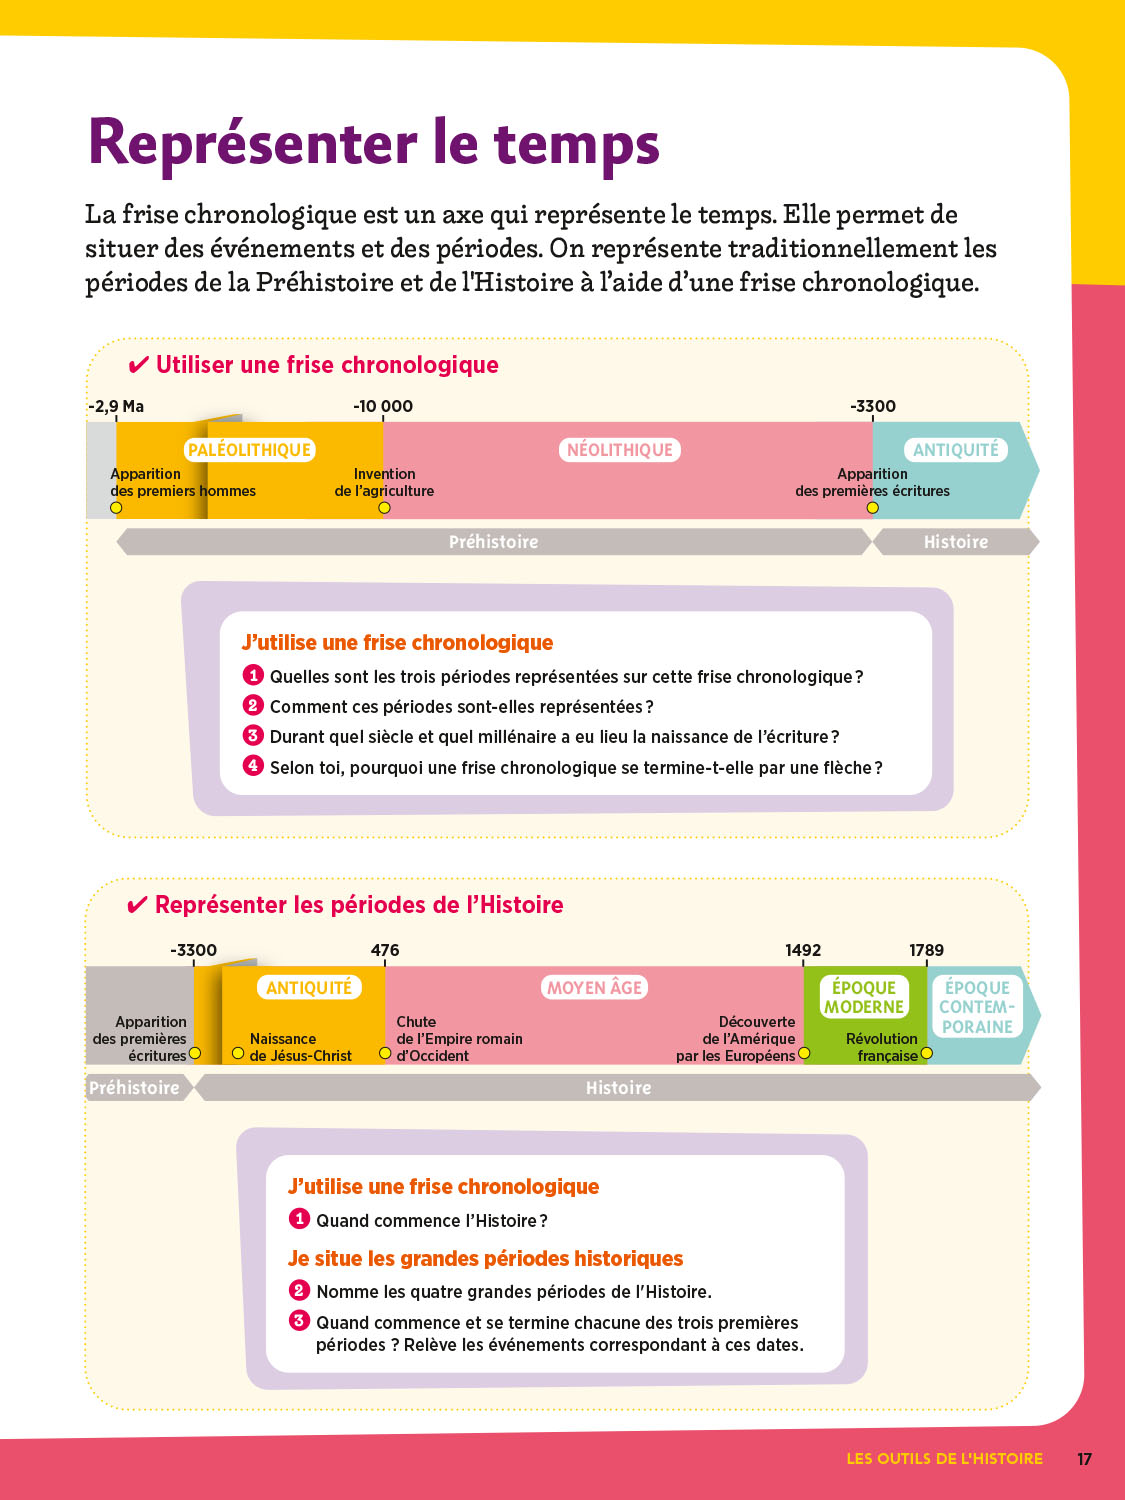 Représenter le temps
La frise chronologique est un axe qui représente le temps. Elle permet de
situer des événements et des périodes. On représente traditionnellement les
périodes de la Préhistoire et de l'Histoire à l’aide d’une frise chronologique.
✔ Utiliser une frise chronologique
-2,9 Ma
-10 000
-3300
PALÉOLITHIQUE
NÉOLITHIQUE
ANTIQUITÉ
Apparition
des premiers hommes
Invention
de l’agriculture
Apparition
des premières écritures
Préhistoire
Histoire
J’utilise une frise chronologique
1 Quelles sont les trois périodes représentées sur cette frise chronologique ?
2 Comment ces périodes sont-elles représentées ?
3 Durant quel siècle et quel millénaire a eu lieu la naissance de l’écriture ?
4 Selon toi, pourquoi une frise chronologique se termine-t-elle par une flèche ?
✔ Représenter les périodes de l’Histoire
-3300
476
1492
1789
ANTIQUITÉ
MOYEN ÂGE
ÉPOQUE
MODERNE
ÉPOQUE
CONTEM-
PORAINE
Apparition
des premières
écritures
Naissance
de Jésus-Christ
Chute
de l’Empire romain
d’Occident
Découverte
de l’Amérique
par les Européens
Révolution
française
Préhistoire
Histoire
J’utilise une frise chronologique
1 Quand commence l’Histoire ?
Je situe les grandes périodes historiques
2 Nomme les quatre grandes périodes de l'Histoire.
3 Quand commence et se termine chacune des trois premières
périodes ? Relève les événements correspondant à ces dates.
LES OUTILS DE L'HISTOIRE 17